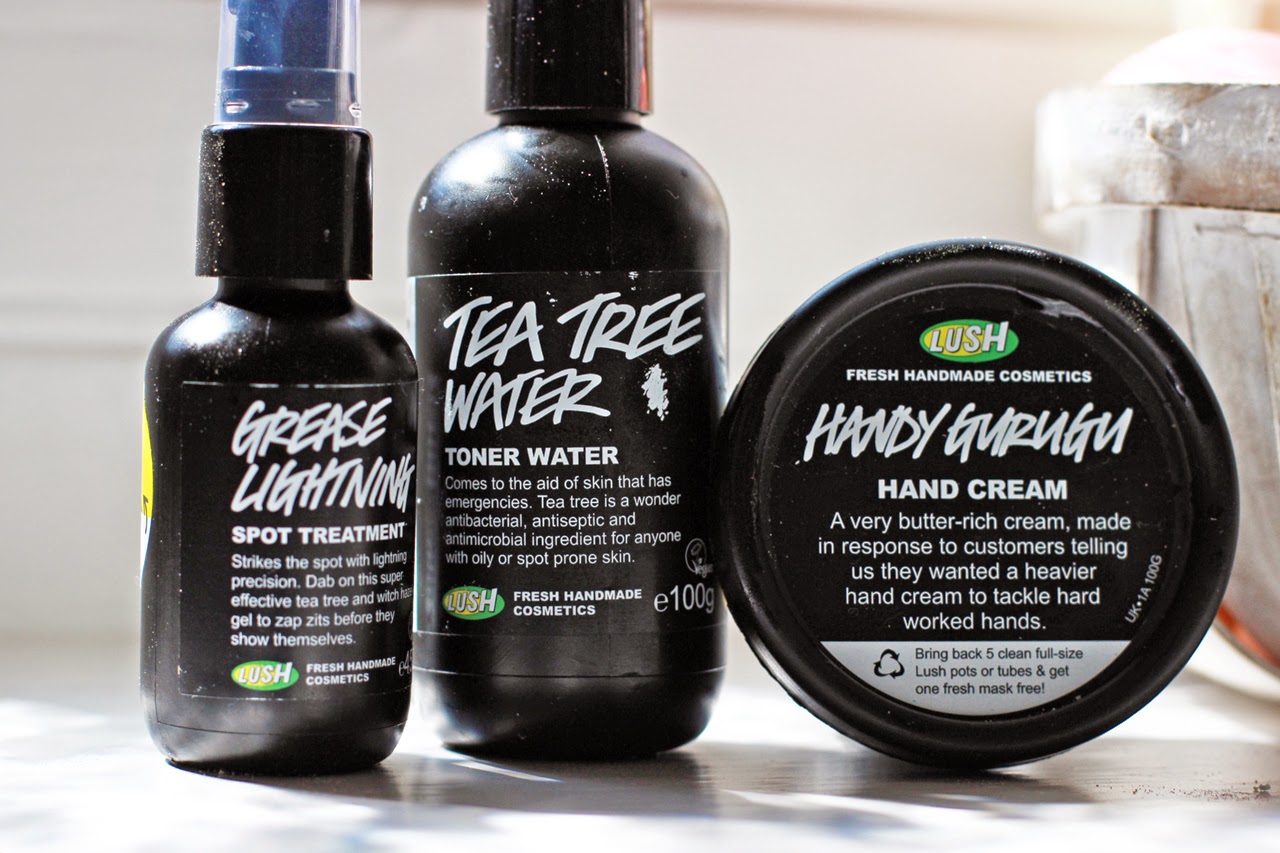 GREASE
LIGHTNING
SPOT TREATMENT
Strikes the spot with lightning
precision. Dab on this super
effective tea tree and witch
gel to zap zits before they
show themselves.
LUSH FRESH HANDMADE
COSMETICS
TEA TREE
WATER
TONER WATER
Comes to the aid of skin that has
emergencies. Tea tree is a wonder
antibacterial, antiseptic and
antimicrobial ingredient for anyone
with oily or spot prone skin.
LUSH FRESH HANDMADE
COSMETICS
e100g
LUSH
FRESH HANDMADE COSMETICS
HANDY GURUGU
HAND CREAM
A very butter-rich cream, made
in response to customers telling
us they wanted a heavier
hand cream to tackle hard
worked hands.
UK•1A 100G
Bring back 5 clean full-size
Lush pots or tubes & get
one fresh mask free!